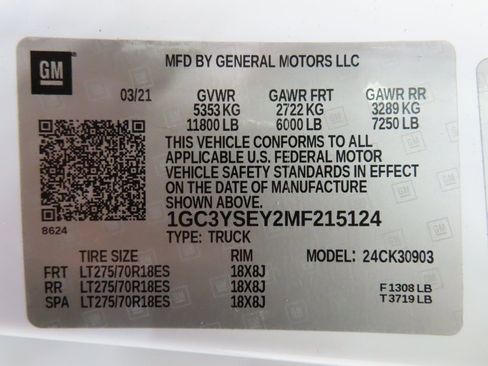 GM
MFD BY GENERAL MOTORS LLC
03/21 GVWR GAWR FRT GAWR RR
5353 KG 2722 KG 3289 KG
11800 LB 6000 LB 7250 LB
THIS VEHICLE CONFORMS TO ALL
APPLICABLE U.S. FEDERAL MOTOR
VEHICLE SAFETY STANDARDS IN EFFECT
ON THE DATE OF MANUFACTURE
SHOWN ABOVE.
8624
1GC3YSEY2MF215124
TYPE: TRUCK
TIRE SIZE RIM MODEL: 24CK30903
FRT LT275/70R18ES 18X8J
RR LT275/70R18ES 18X8J F 1308 LB
SPA LT275/70R18ES 18X8J T 3719 LB